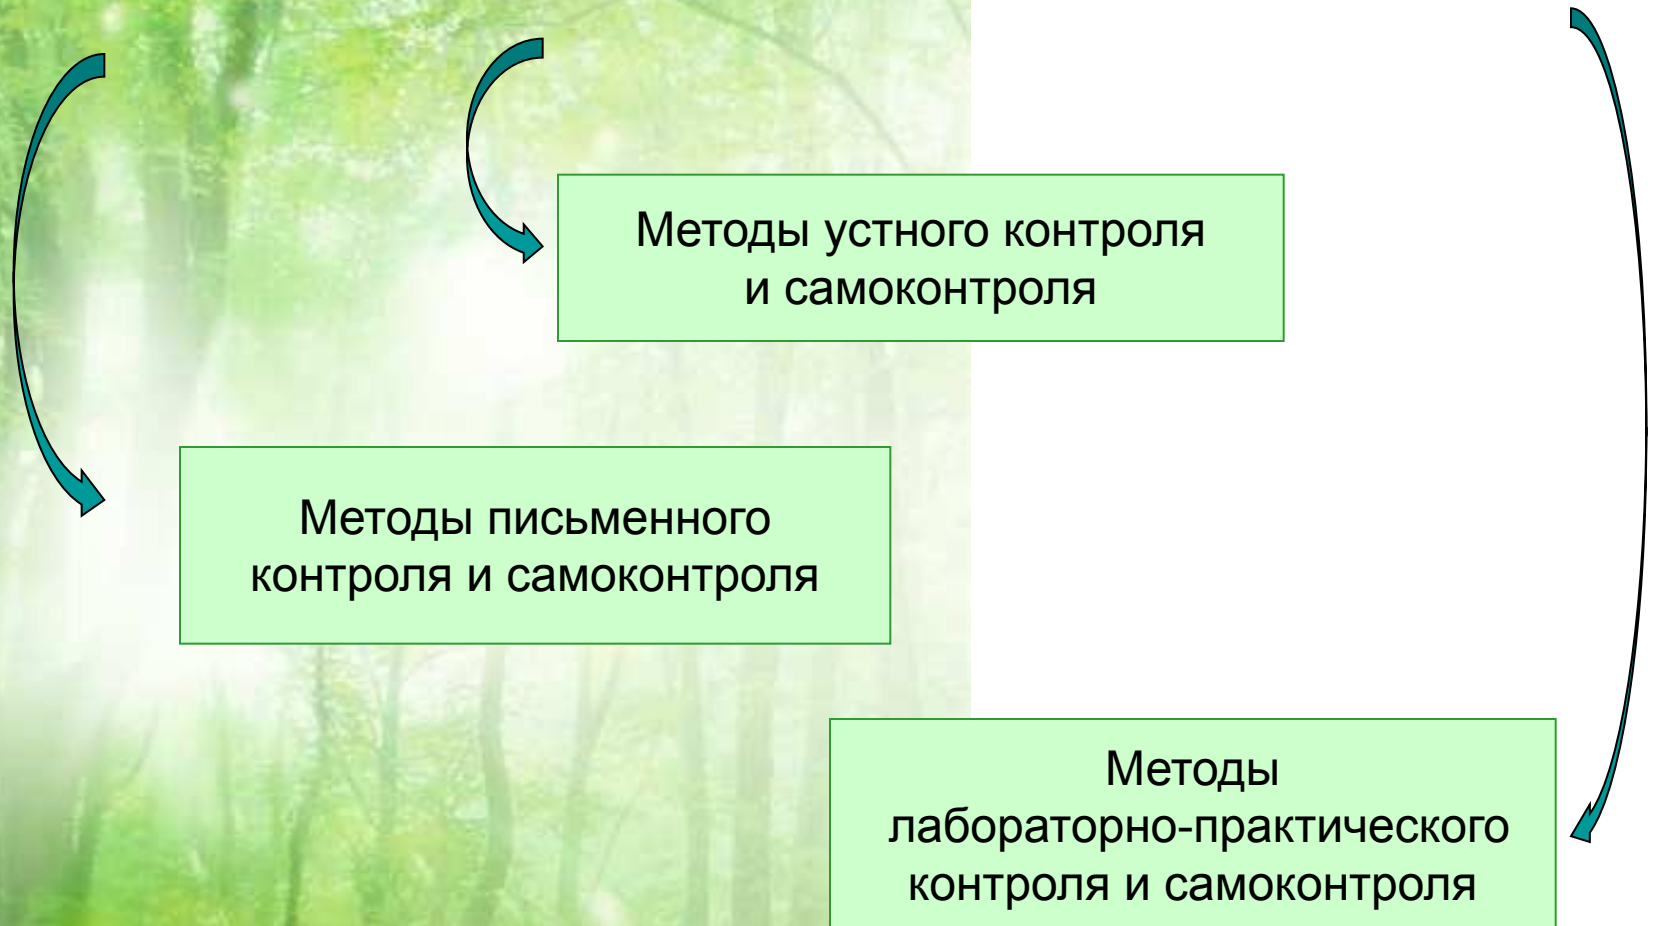 Методы устного контроля
и самоконтроля
Методы письменного
контроля и самоконтроля
Методы
лабораторно-практического
контроля и самоконтроля